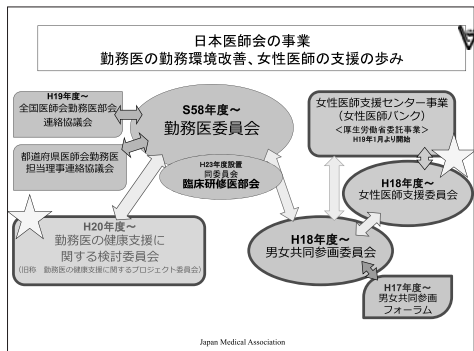 日本医師会の事業
勤務医の勤務環境改善、女性医師の支援の歩み
H19年度～
全国医師会勤務医部会
連絡協議会
都道府県医師会勤務医
担当理事連絡協議会
S58年度～
勤務医委員会
H23年度設置
同委員会
臨床研修医部会
女性医師支援センター事業
（女性医師バンク）
＜厚生労働省委託事業＞
H19年1月より開始
H18年度～
女性医師支援委員会
H20年度～
勤務医の健康支援に
関する検討委員会
（旧称　勤務医の健康支援に関するプロジェクト委員会）
H18年度～
男女共同参画委員会
H17年度～
男女共同参画
フォーラム
Japan Medical Association